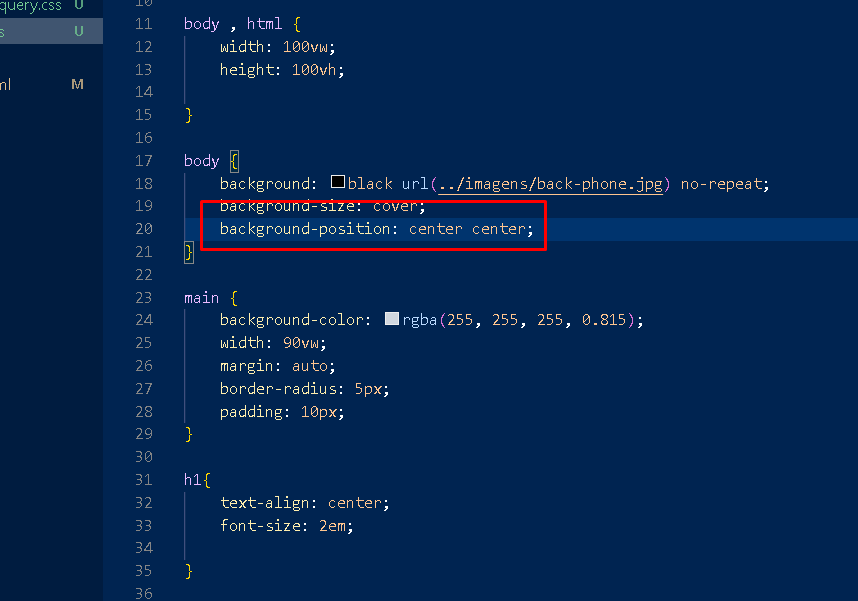 query.css U
10
11 body , html {
s U
12 width: 100vw;
13 height: 100vh;
ml M
14
15 }
16
17 body {
18 background: black url(../imagens/back-phone.jpg) no-repeat;
19 background-size: cover;
20 background-position: center center;
21 }
22
23 main {
24 background-color: rgba(255, 255, 255, 0.815);
25 width: 90vw;
26 margin: auto;
27 border-radius: 5px;
28 padding: 10px;
29 }
30
31 h1{
32 text-align: center;
33 font-size: 2em;
34
35 }
36